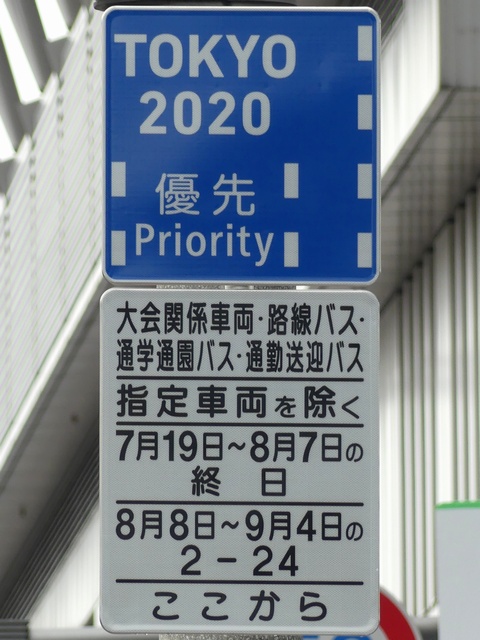 TOKYO
2020
優先
Priority
大会関係車両・路線バス・
通学通園バス・通勤送迎バス
指定車両を除く
7月19日~8月7日の
終日
8月8日~9月4日の
2-24
ここから